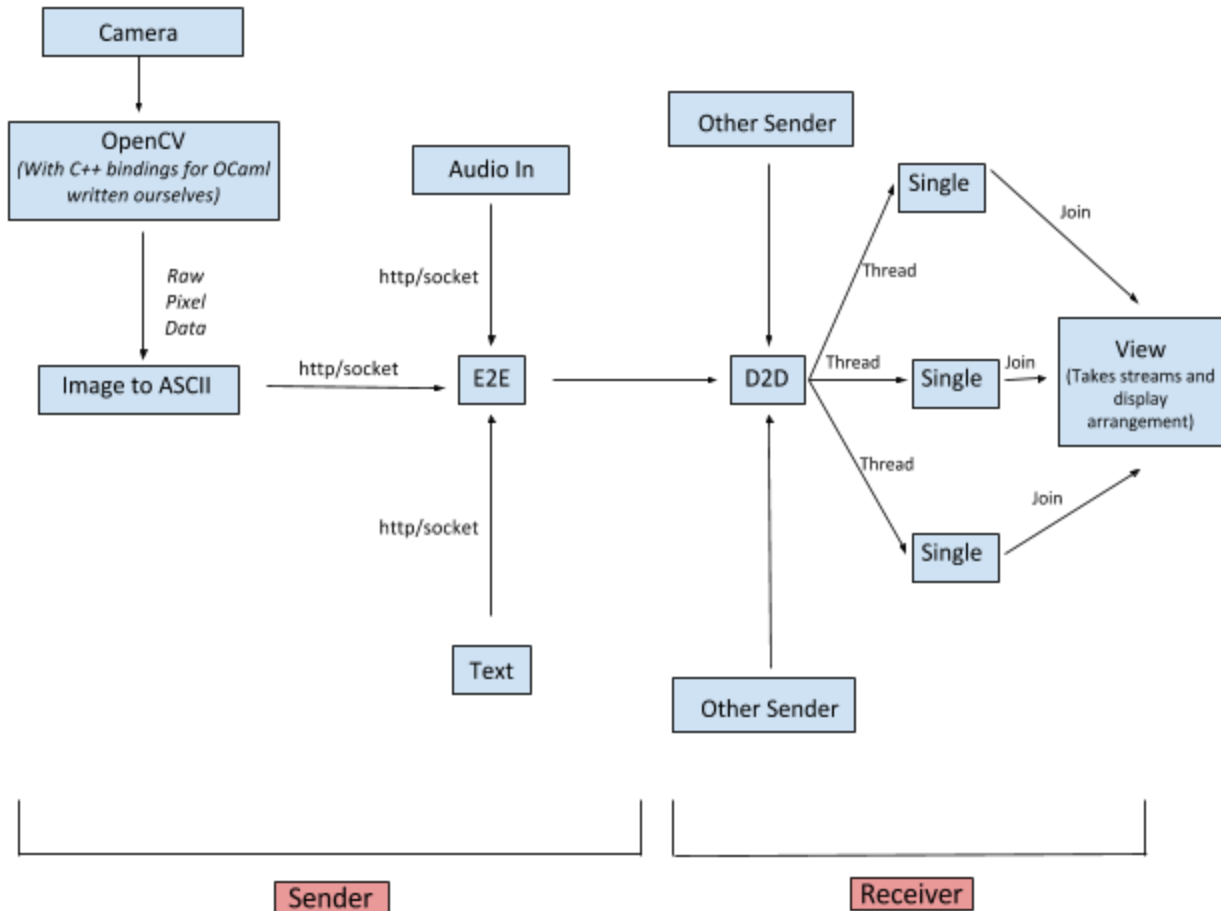 Camera
OpenCV
(With C++ bindings for OCaml
written ourselves)
Raw
Pixel
Data
Image to ASCII
http/socket
Audio In
http/socket
E2E
http/socket
Text
Other Sender
D2D
Other Sender
Thread
Thread
Thread
Single
Single
Single
Join
Join
Join
View
(Takes streams and
display
arrangement)
Sender
Receiver